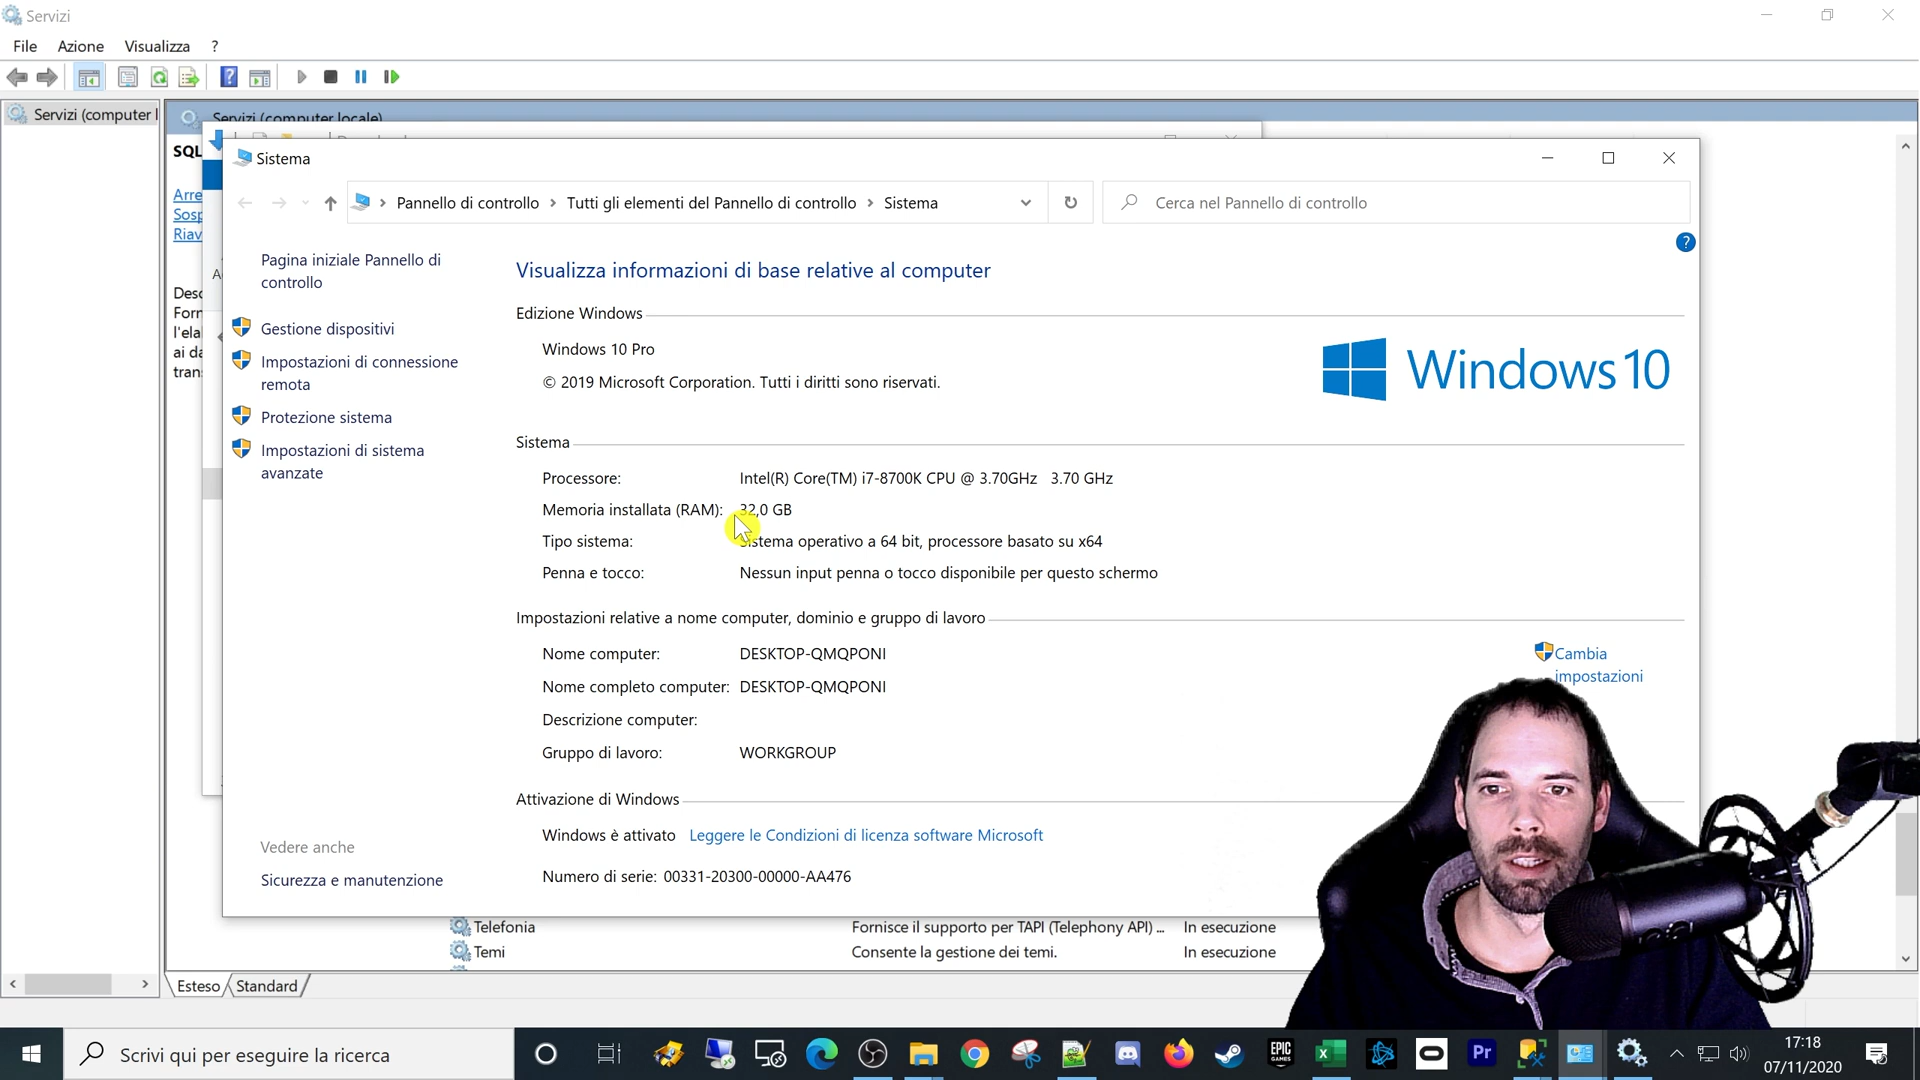 Servizi
File Azione Visualizza ?
Servizi (computer l
Servizi (computer locale)
SQL
Arre
Sosp
Riav
Desc
Forn
l'ela
ai da
tran
Sistema
Pannello di controllo > Tutti gli elementi del Pannello di controllo > Sistema
Cerca nel Pannello di controllo
Pagina iniziale Pannello di
controllo
Gestione dispositivi
Impostazioni di connessione
remota
Protezione sistema
Impostazioni di sistema
avanzate
Vedere anche
Sicurezza e manutenzione
Visualizza informazioni di base relative al computer
Edizione Windows
Windows 10 Pro
© 2019 Microsoft Corporation. Tutti i diritti sono riservati.
Windows 10
Sistema
Processore: Intel(R) Core(TM) i7-8700K CPU @ 3.70GHz 3.70 GHz
Memoria installata (RAM): 32,0 GB
Tipo sistema: Sistema operativo a 64 bit, processore basato su x64
Penna e tocco: Nessun input penna o tocco disponibile per questo schermo
Impostazioni relative a nome computer, dominio e gruppo di lavoro
Nome computer: DESKTOP-QMQPONI
Cambia
impostazioni
Nome completo computer: DESKTOP-QMQPONI
Descrizione computer:
Gruppo di lavoro: WORKGROUP
Attivazione di Windows
Windows è attivato Leggere le Condizioni di licenza software Microsoft
Numero di serie: 00331-20300-00000-AA476
Telefonia Fornisce il supporto per TAPI (Telephony API) ... In esecuzione
Temi Consente la gestione dei temi. In esecuzione
Esteso Standard
Scrivi qui per eseguire la ricerca
EPIC
GAMES
Pr
17:18
07/11/2020